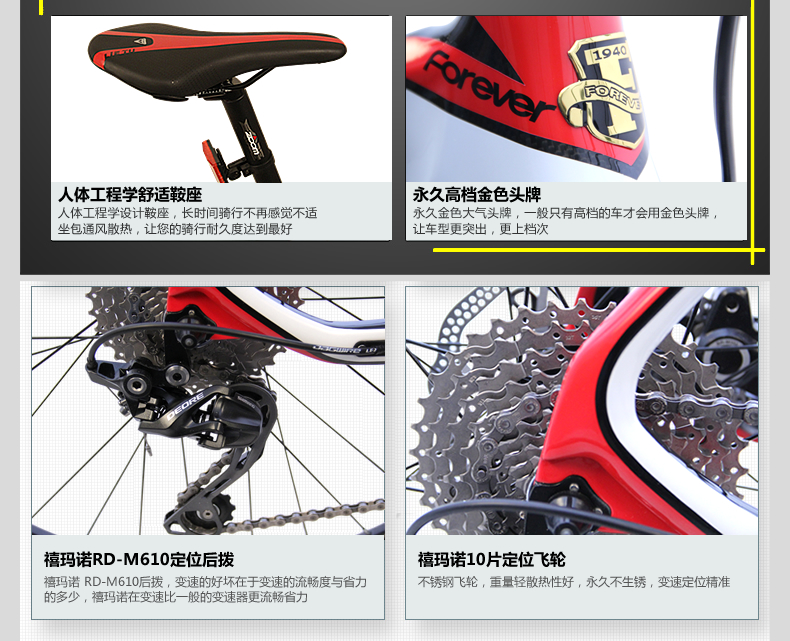 ZOOM
人体工程学舒适鞍座
人体工程学设计鞍座，长时间骑行不再感觉不适
坐包通风散热，让您的骑行耐久度达到最好
Forever
1940
FOREVE
永久高档金色头牌
永久金色大气头牌，一般只有高档的车才会用金色头牌，
让车型更突出，更上档次
JAGWIRE
DEORE
禧玛诺RD-M610定位后拨
禧玛诺 RD-M610后拨，变速的好坏在于变速的流畅度与省力
的多少，禧玛诺在变速比一般的变速器更流畅省力
禧玛诺10片定位飞轮
不锈钢飞轮，重量轻散热性好，永久不生锈，变速定位精准